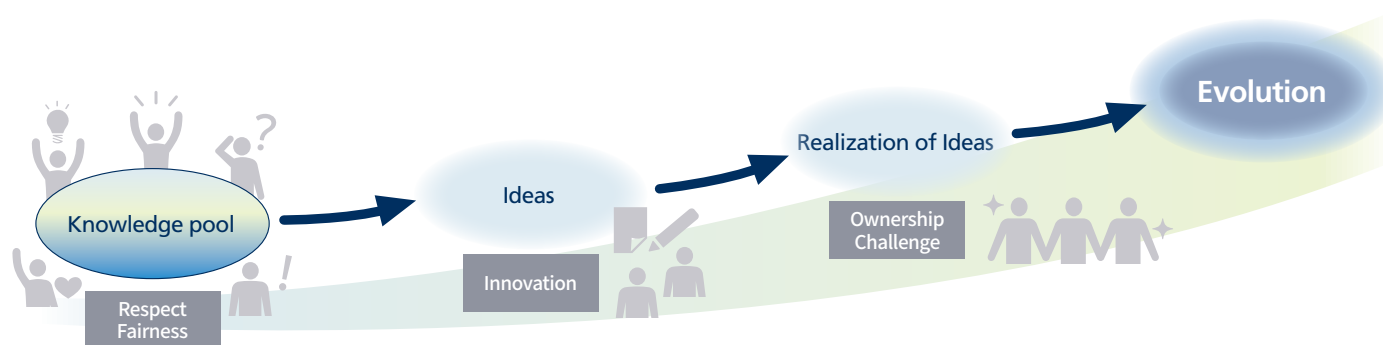 Knowledge pool
Respect
Fairness
Ideas
Innovation
Realization of Ideas
Ownership
Challenge
Evolution
?
!